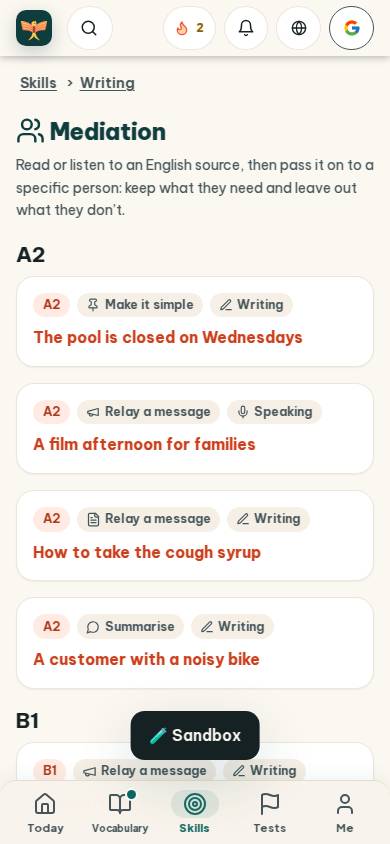 2
Skills > Writing
Mediation
Read or listen to an English source, then pass it on to a
specific person: keep what they need and leave out
what they don't.
A2
A2 Make it simple Writing
The pool is closed on Wednesdays
A2 Relay a message Speaking
A film afternoon for families
A2 Relay a message Writing
How to take the cough syrup
A2 Summarise Writing
A customer with a noisy bike
B1
🧪 Sandbox
B1 Relay a message Writing
Today Vocabulary Skills Tests Me